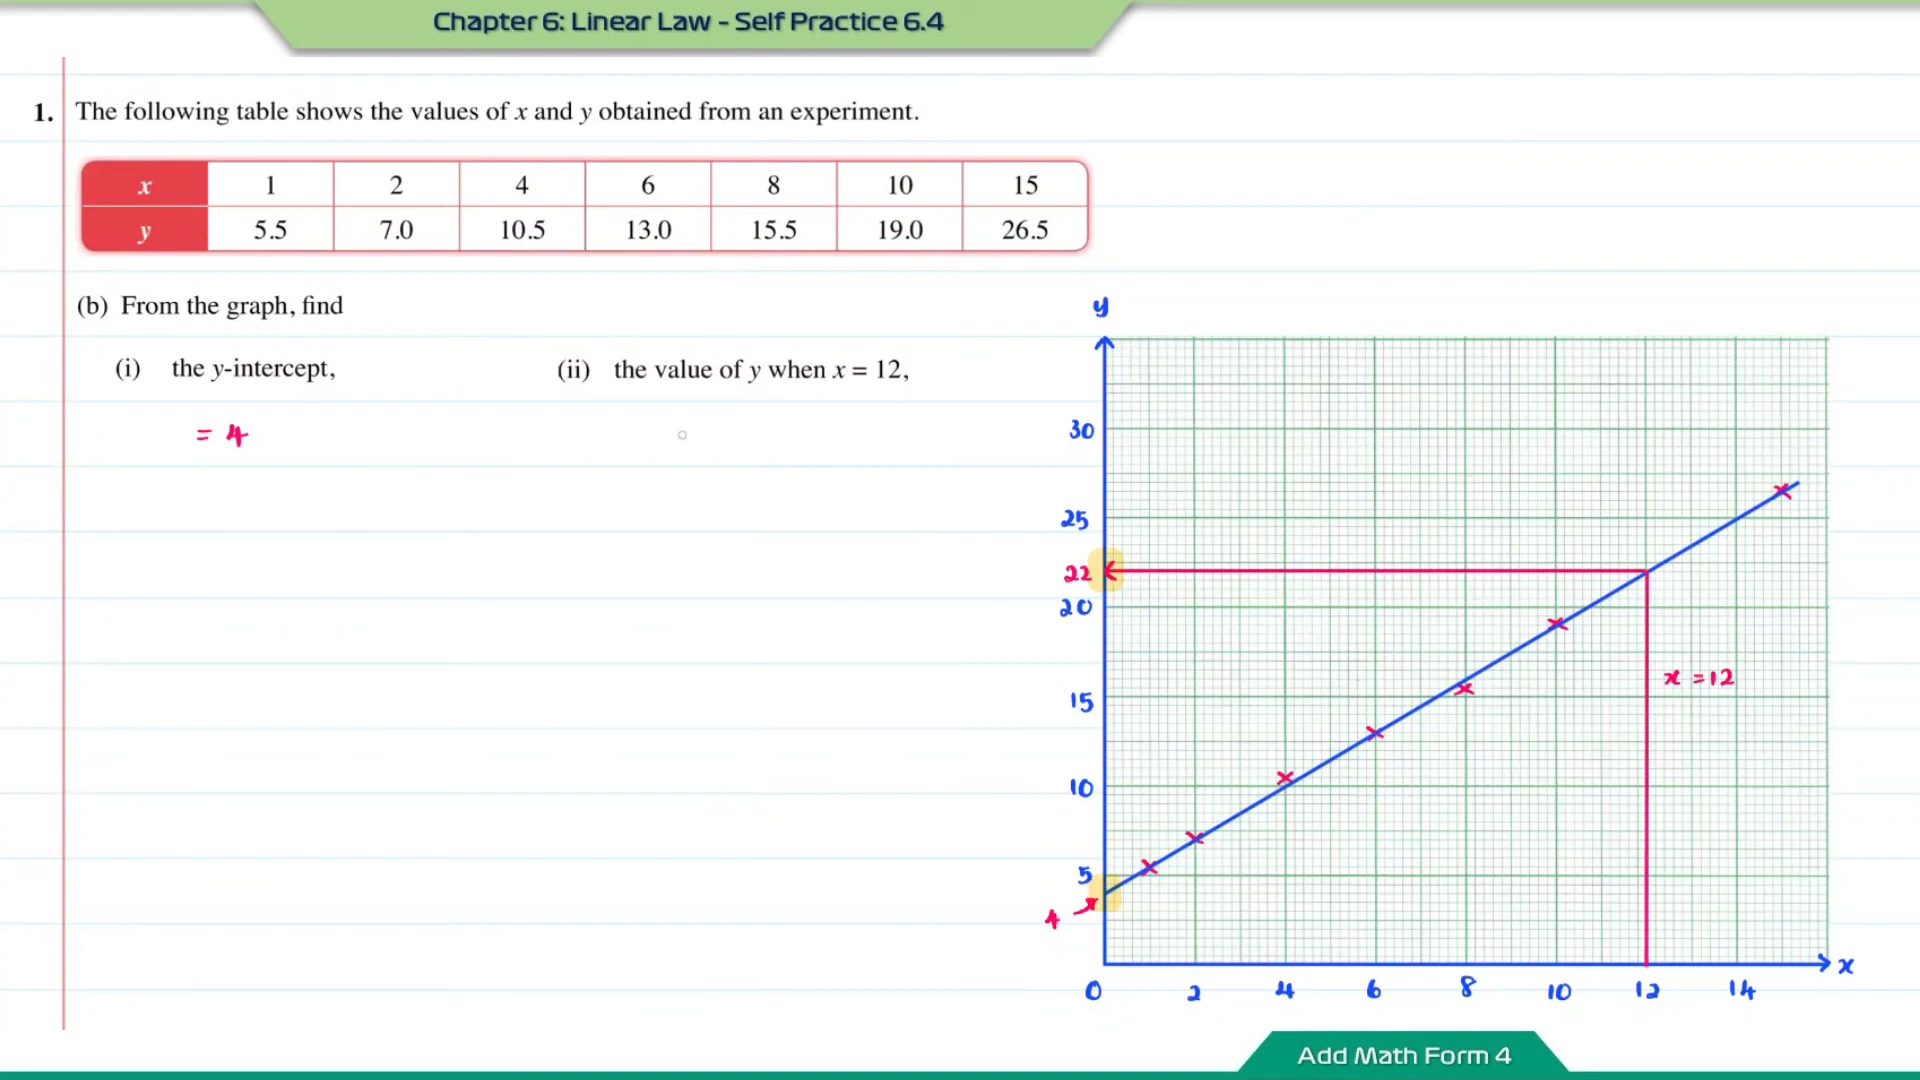 Chapter 6: Linear Law - Self Practice 6.4
1. The following table shows the values of x and y obtained from an experiment.
x 1 2 4 6 8 10 15
y 5.5 7.0 10.5 13.0 15.5 19.0 26.5
(b) From the graph, find
(i) the y-intercept,
= 4
(ii) the value of y when x = 12,
y
30
25
22
20
15
10
5
4
x = 12
0 2 4 6 8 10 12 14 x
Add Math Form 4